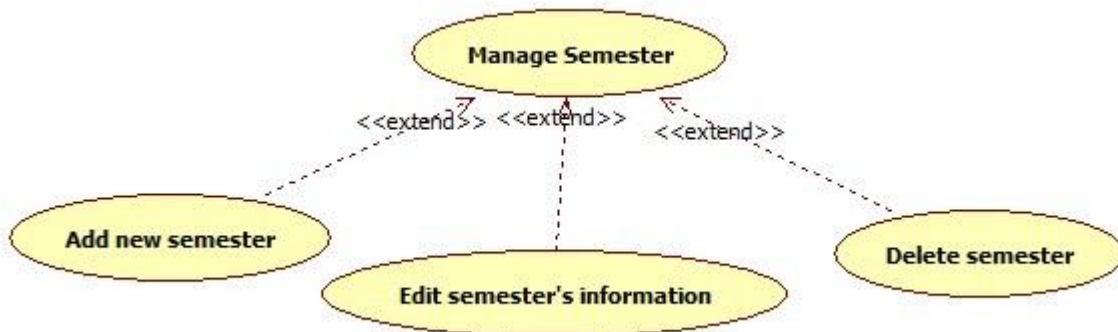 Manage Semester
<<extend>>
<<extend>>
<<extend>>
Add new semester
Edit semester's information
Delete semester